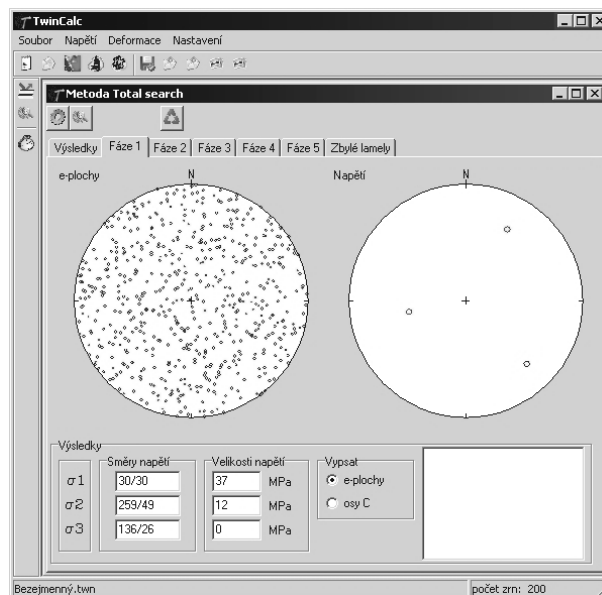 TwinCalc
Soubor Napětí Deformace Nastavení
Metoda Total search
Výsledky Fáze 1 Fáze 2 Fáze 3 Fáze 4 Fáze 5 Zbylé lamely
e-plochy N Napětí N
Výsledky
Směry napětí Velikosti napětí Vypsat
σ1 30/30 37 MPa e-plochy
σ2 259/49 12 MPa osy C
σ3 136/26 0 MPa
Bezejmenný.twn počet zrn: 200